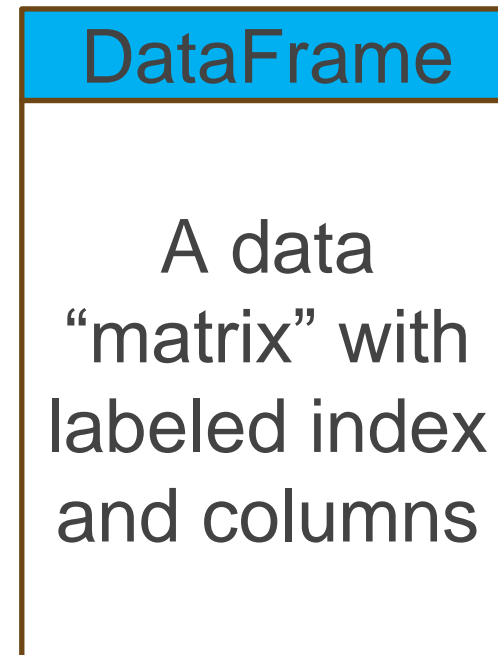 DataFrame
A data
“matrix” with
labeled index
and columns